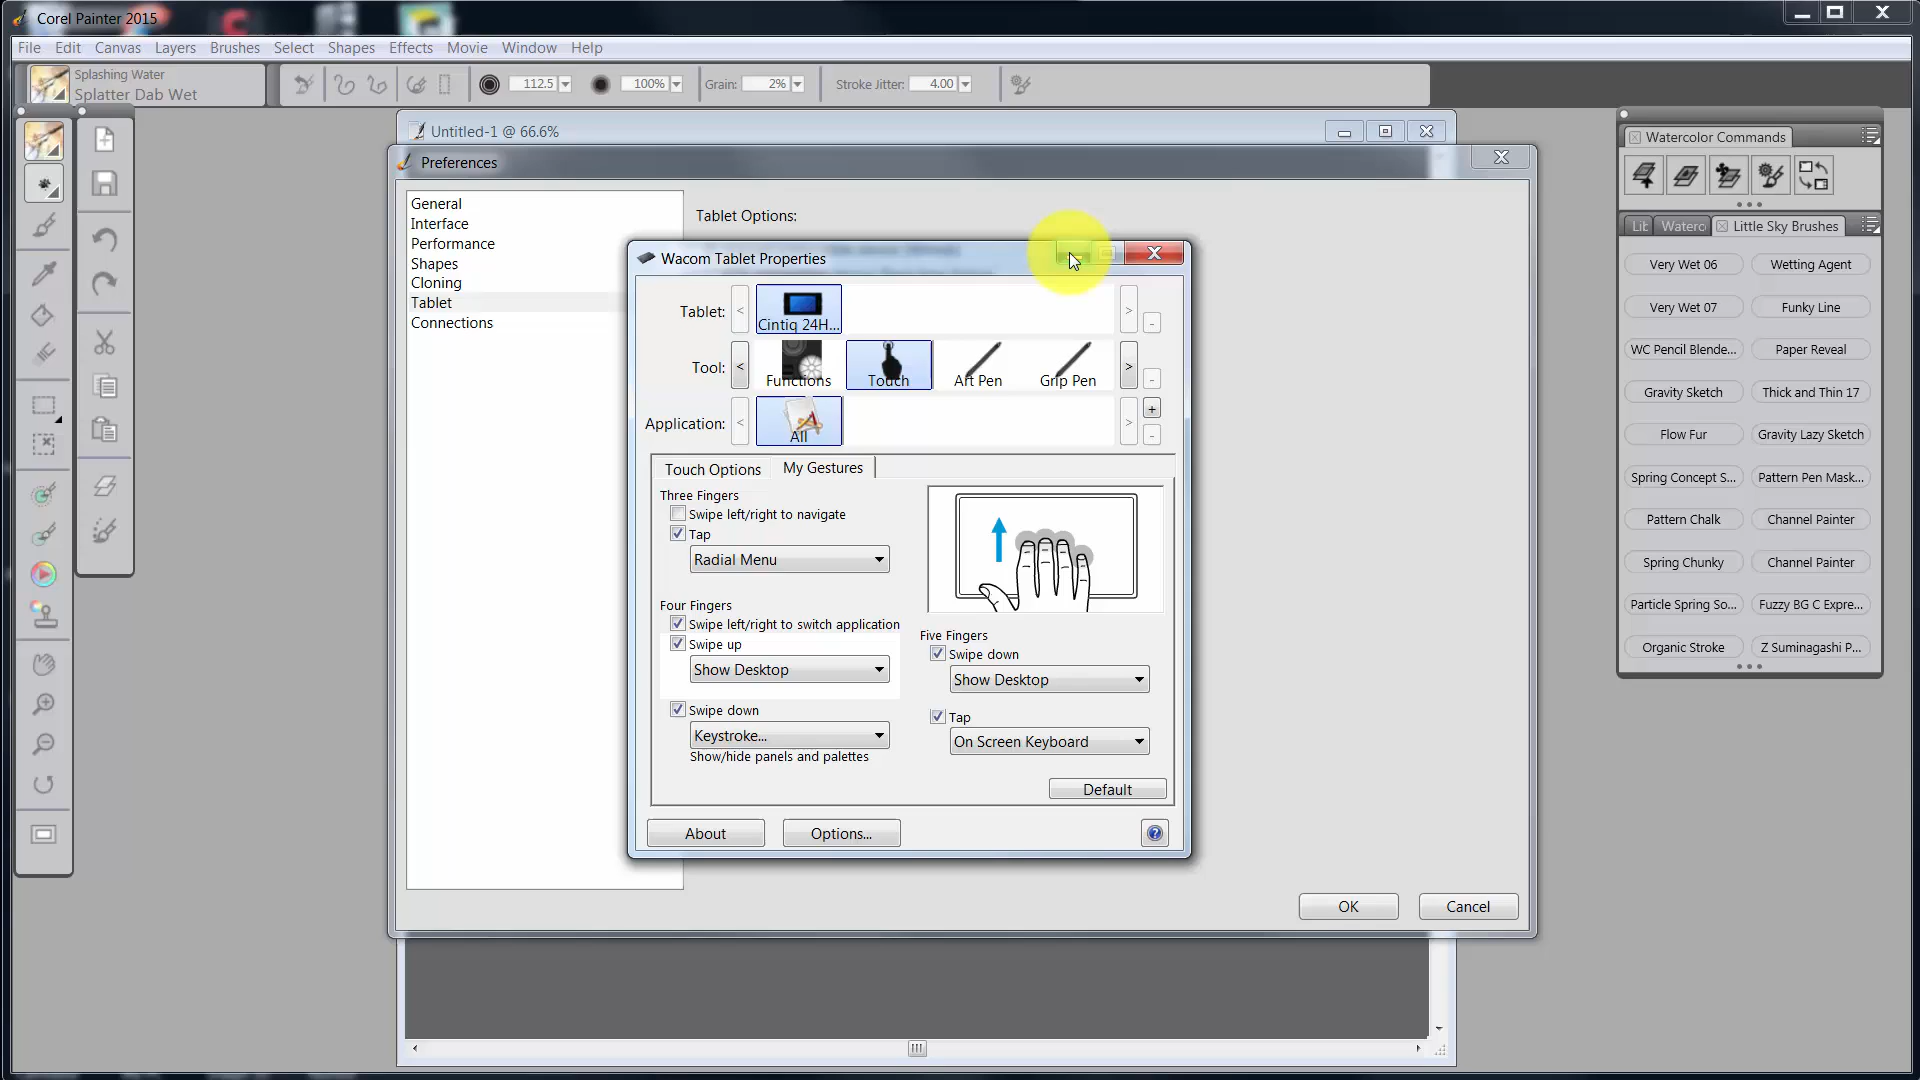 Corel Painter 2015
File Edit Canvas Layers Brushes Select Shapes Effects Movie Window Help
Splashing Water
Splatter Dab Wet
112.5 100% Grain: 2% Stroke Jitter: 4.00
Untitled-1 @ 66.6%
Preferences
General
Interface
Performance
Shapes
Cloning
Tablet
Connections
Tablet Options:
Wacom Tablet Properties
Tablet: < Cintiq 24H... > -
Tool: < Functions Touch Art Pen Grip Pen > -
Application: < All > + -
Touch Options My Gestures
Three Fingers
Swipe left/right to navigate
Tap
Radial Menu
Four Fingers
Swipe left/right to switch application
Swipe up
Show Desktop
Swipe down
Keystroke...
Show/hide panels and palettes
Five Fingers
Swipe down
Show Desktop
Tap
On Screen Keyboard
Default
About Options... ?
OK Cancel
Watercolor Commands
Lib Waterc Little Sky Brushes
Very Wet 06 Wetting Agent
Very Wet 07 Funky Line
WC Pencil Blende... Paper Reveal
Gravity Sketch Thick and Thin 17
Flow Fur Gravity Lazy Sketch
Spring Concept S... Pattern Pen Mask...
Pattern Chalk Channel Painter
Spring Chunky Channel Painter
Particle Spring So... Fuzzy BG C Expre...
Organic Stroke Z Suminagashi P...